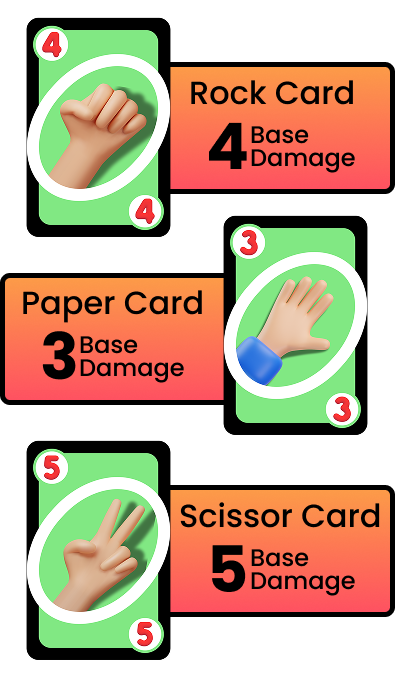 4
Rock Card
4 Base
Damage
4
3
Paper Card
3 Base
Damage
3
5
Scissor Card
5 Base
Damage
5